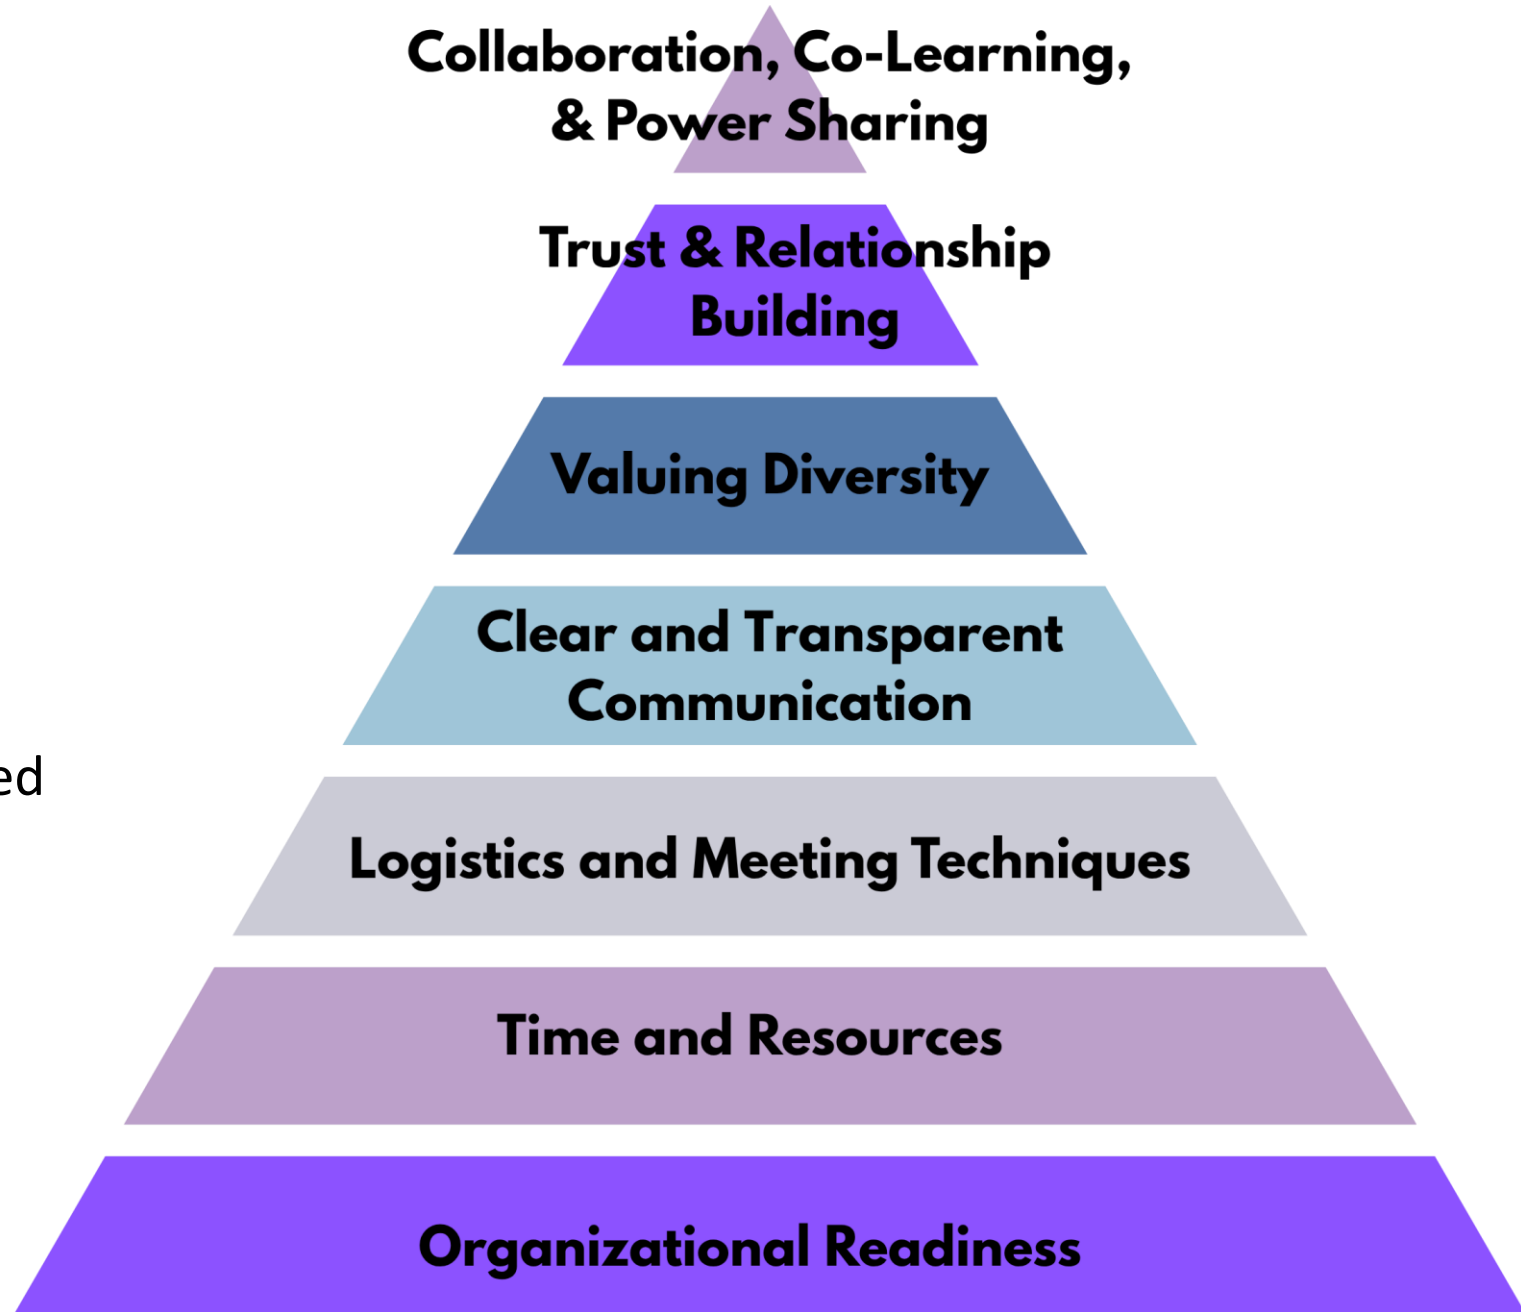 Collaboration, Co-Learning,
& Power Sharing
Trust & Relationship
Building
Valuing Diversity
Clear and Transparent
Communication
ed
Logistics and Meeting Techniques
Time and Resources
Organizational Readiness